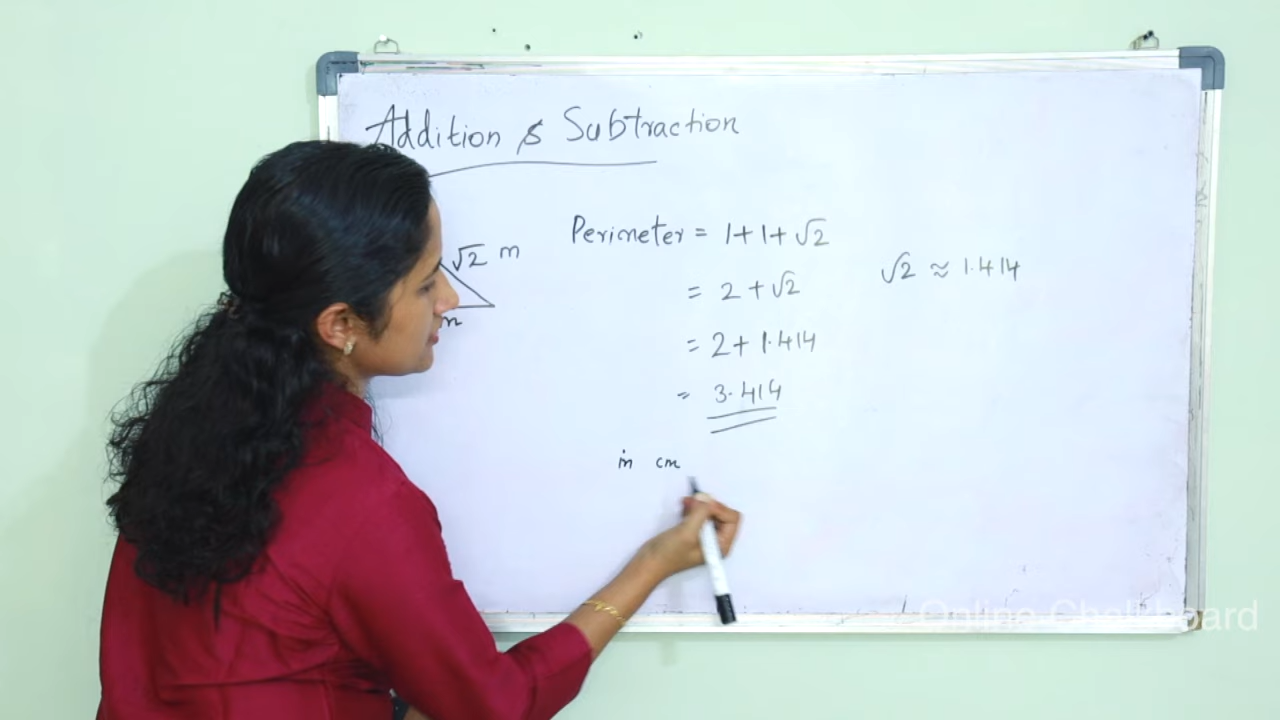 Addition & Subtraction
√2 m
m
Perimeter = 1+1+√2
= 2+√2
= 2+1.414
= 3.414
√2 ≈ 1.414
in cm
Online Chalkboard